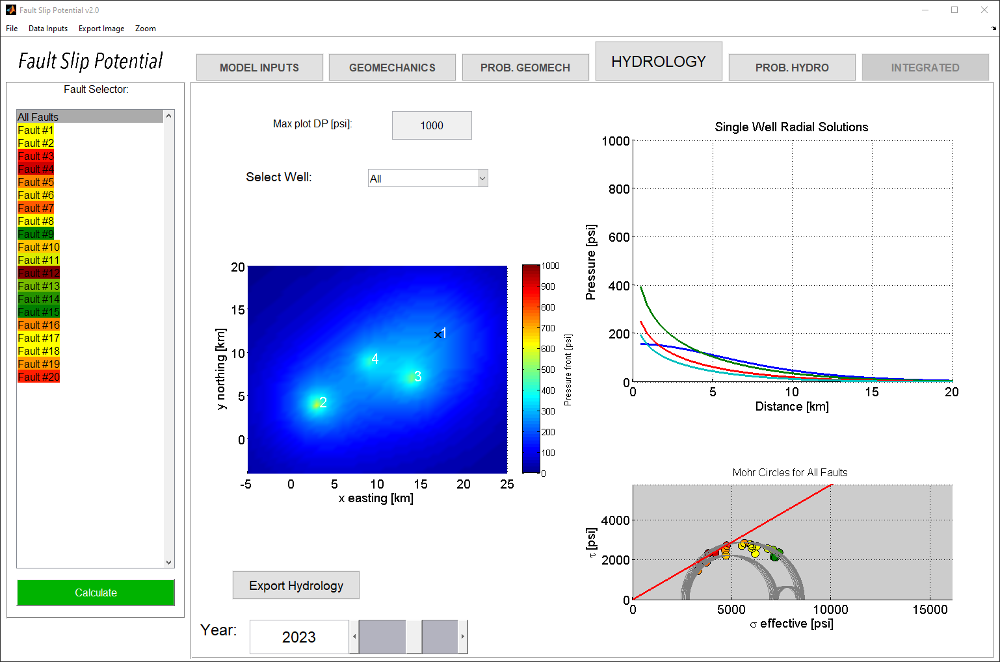 Fault Slip Potential v2.0
File Data Inputs Export Image Zoom
Fault Slip Potential
MODEL INPUTS GEOMECHANICS PROB. GEOMECH HYDROLOGY PROB. HYDRO INTEGRATED
Fault Selector:
All Faults
Fault #1
Fault #2
Fault #3
Fault #4
Fault #5
Fault #6
Fault #7
Fault #8
Fault #9
Fault #10
Fault #11
Fault #12
Fault #13
Fault #14
Fault #15
Fault #16
Fault #17
Fault #18
Fault #19
Fault #20
Calculate
Max plot DP [psi]: 1000
Select Well: All
20
15
10
5
0
y northing [km]
-5 0 5 10 15 20 25
x easting [km]
1
4
3
2
1000
900
800
700
600
500
400
300
200
100
0
Pressure front [psi]
Export Hydrology
Year: 2023
Single Well Radial Solutions
1000
800
600
400
200
0
Pressure [psi]
0 5 10 15 20
Distance [km]
Mohr Circles for All Faults
4000
2000
0
τ [psi]
0 5000 10000 15000
σ effective [psi]